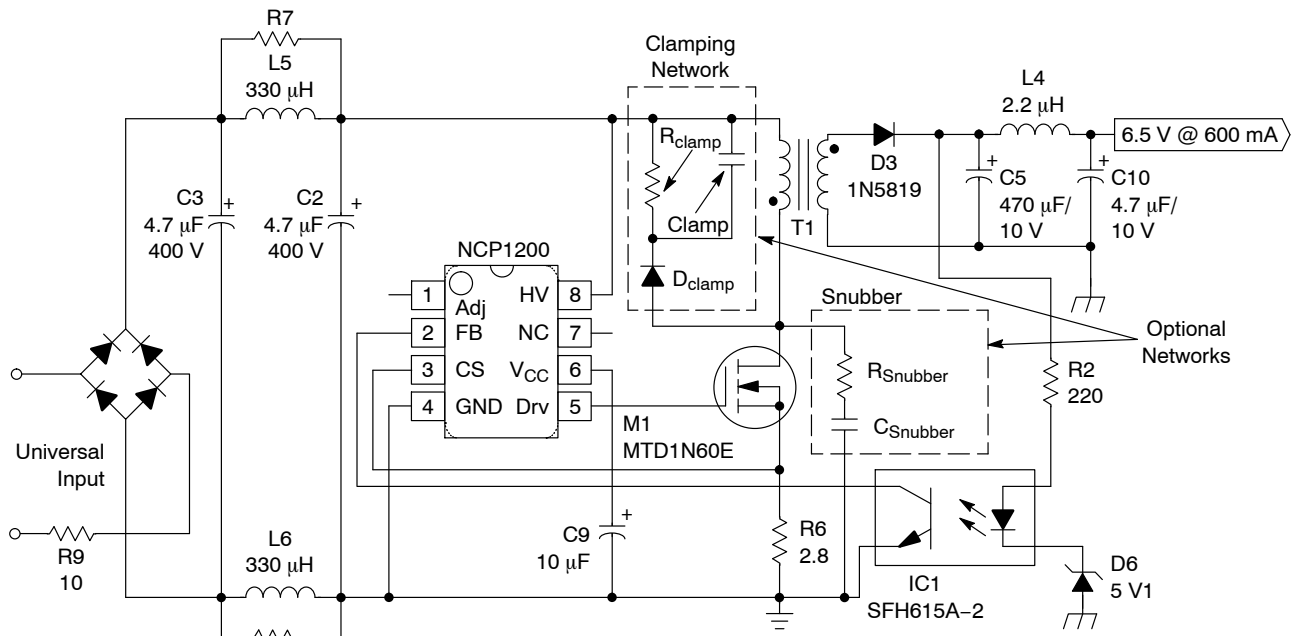 R7
L5
330 μH
Clamping
Network
L4
2.2 μH
Rclamp
Clamp
Dclamp
D3
1N5819
T1
6.5 V @ 600 mA
+
C5
470 μF/
10 V
+
C10
4.7 μF/
10 V
C3
4.7 μF
400 V
+
C2
4.7 μF
400 V
+
NCP1200
1
Adj
HV
8
2
FB
NC
7
3
CS
VCC
6
4
GND
Drv
5
Snubber
RSnubber
CSnubber
Optional
Networks
R2
220
M1
MTD1N60E
Universal
Input
R9
10
L6
330 μH
C9
10 μF
+
R6
2.8
IC1
SFH615A−2
D6
5 V1